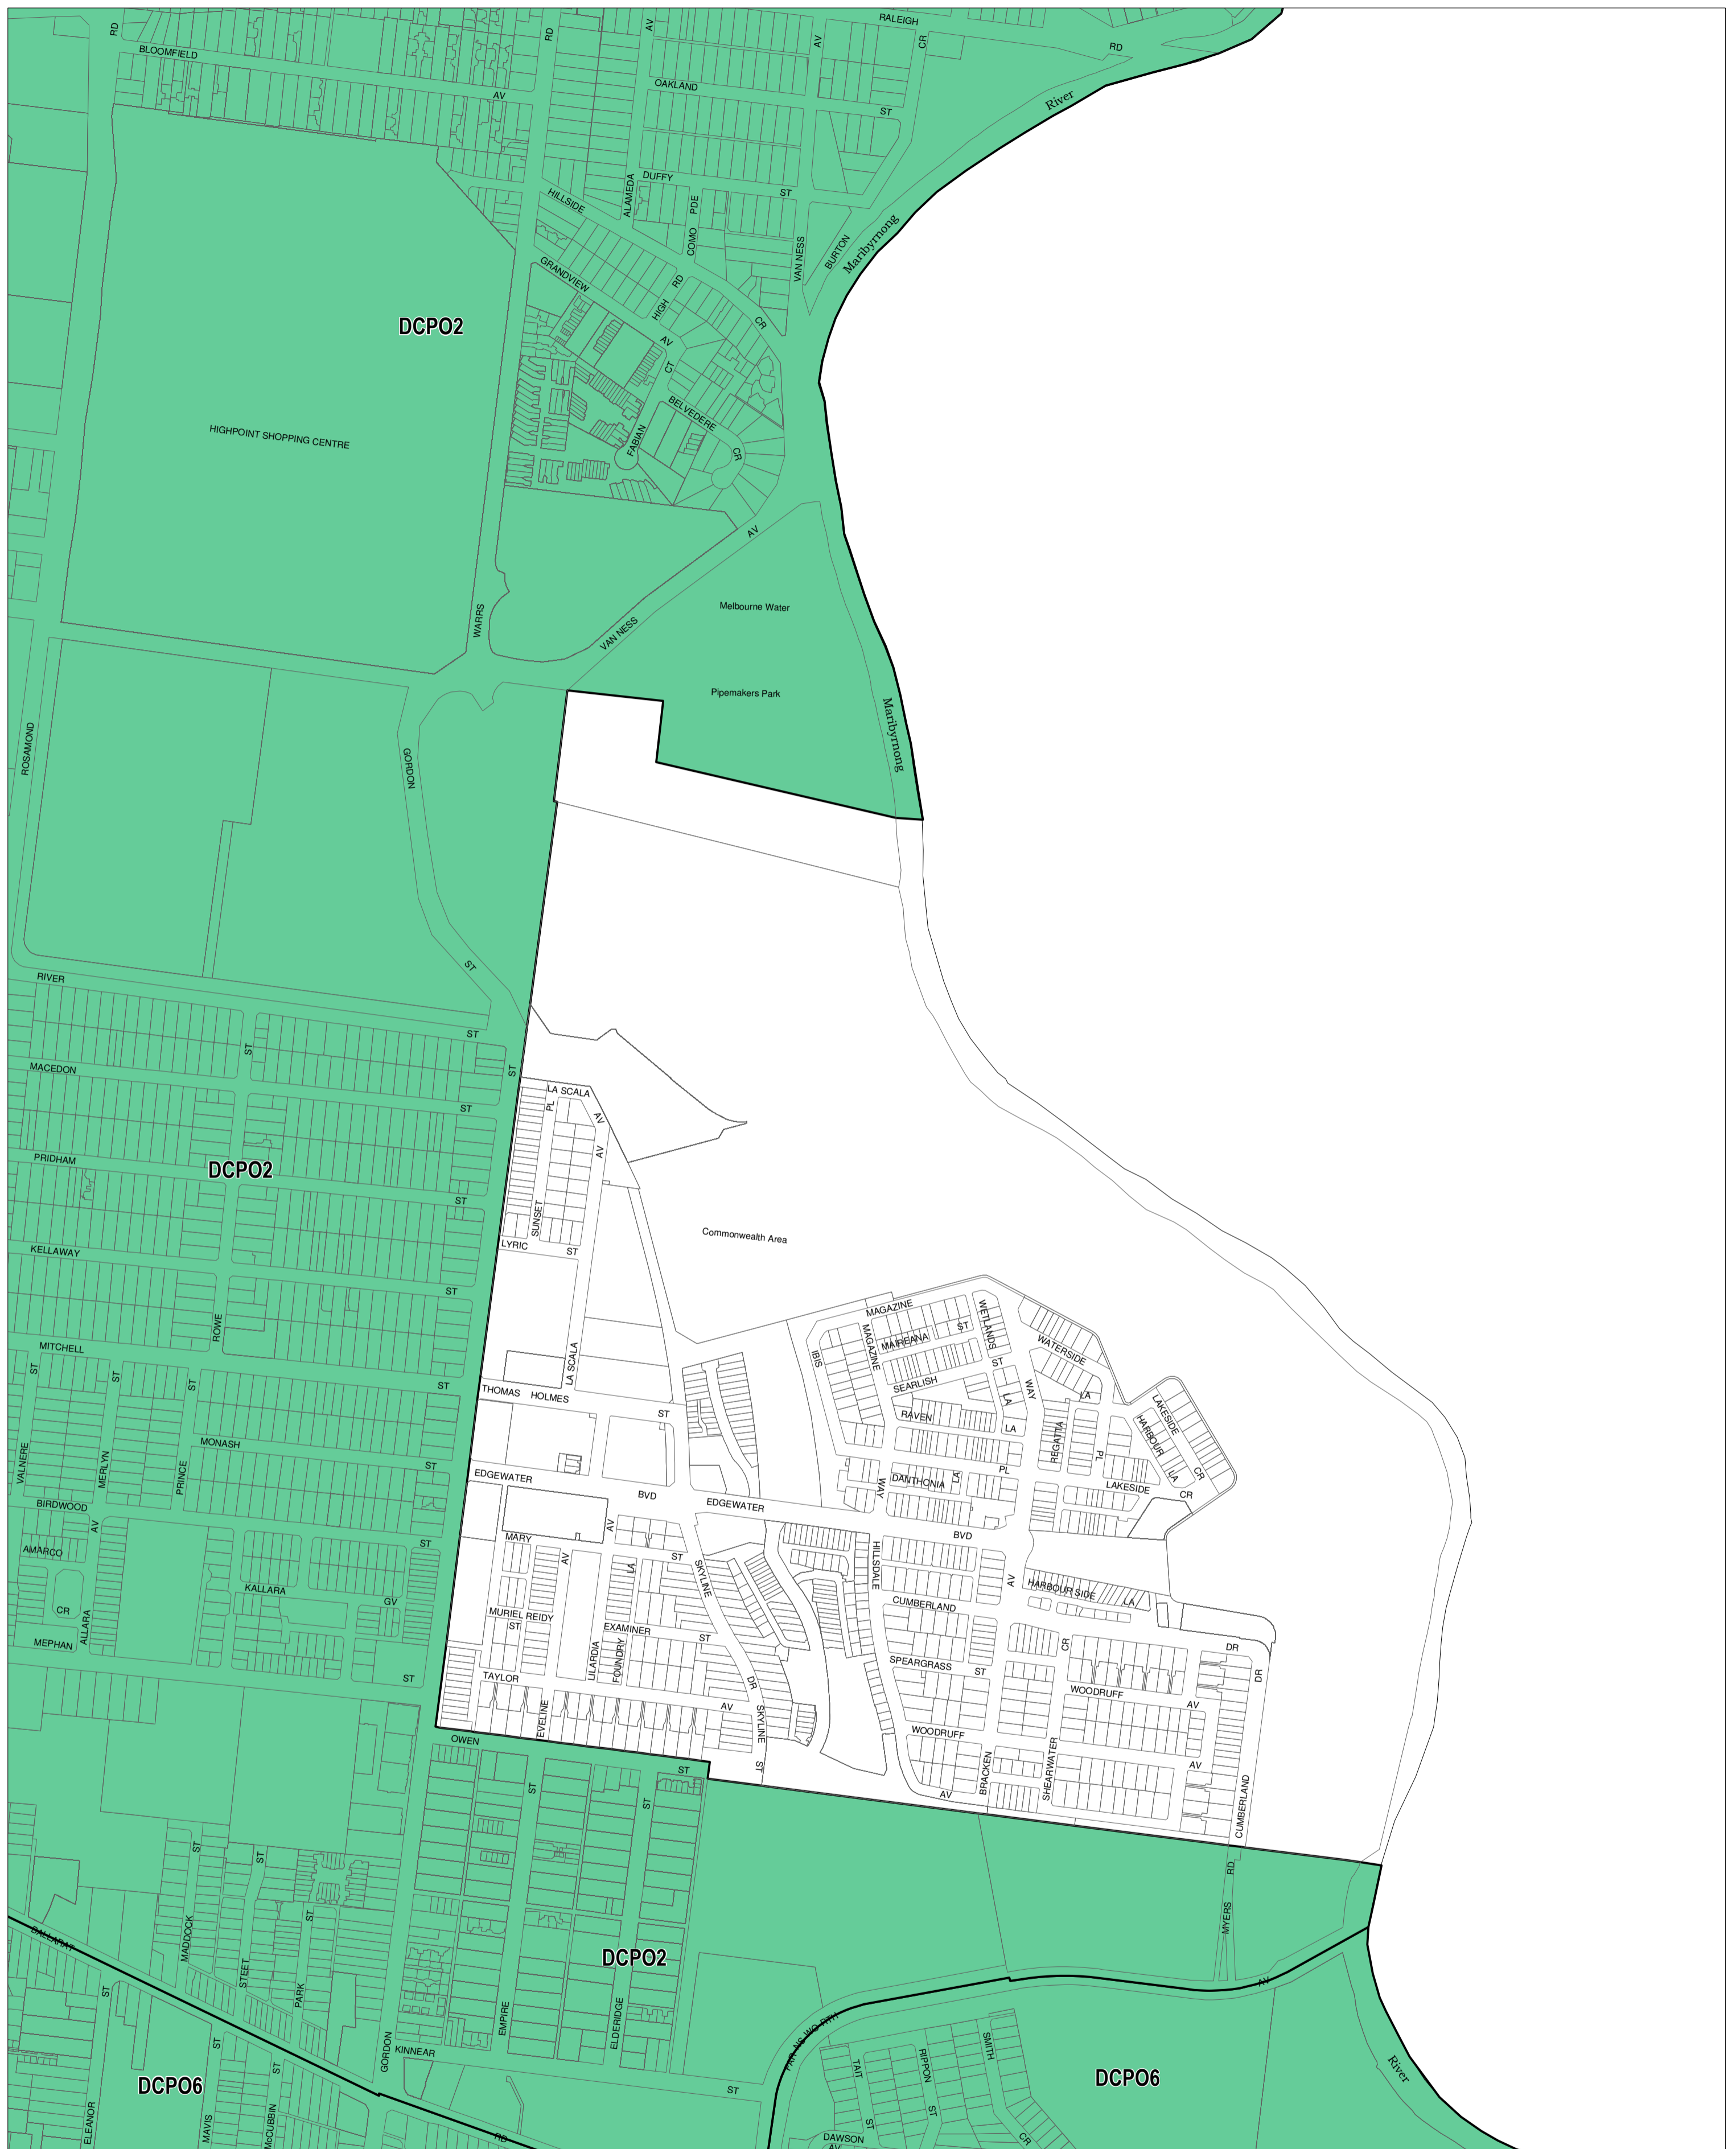 RALEIGH
RD
RD
RD
AV
AV
CR
BLOOMFIELD
AV
OAKLAND
ST
River
DUFFY
ST
ALAMEDA
HILLSIDE
COMO
PDE
VAN NESS
BURTON
Maribyrnong
GRANDVIEW
HIGH
RD
CR
DCPO2
AV
CT
BELVEDERE
FABIAN
CR
HIGHPOINT SHOPPING CENTRE
AV
WARRS
VAN NESS
Melbourne Water
Pipemakers Park
Maribyrnong
ROSAMOND
GORDON
ST
RIVER
ST
ST
ST
MACEDON
ST
LA SCALA
PL
AV
AV
PRIDHAM
DCPO2
ST
SUNSET
LYRIC
ST
Commonwealth Area
KELLAWAY
ST
ROWE
MITCHELL
ST
ST
ST
ST
LA SCALA
THOMAS HOLMES
ST
MAGAZINE
WETLANDS
MAIREANA
ST
MAGAZINE
IBIS
WATERSIDE
ST
SEARLISH
WAY
LA
LA
RAVEN
LA
REGATTA
LAKESIDE
HARBOUR
LA
CR
PL
PL
DANTHONIA
LA
WAY
LAKESIDE
CR
MONASH
ST
VALNERE
MERLYN
PRINCE
EDGEWATER
BVD
EDGEWATER
BVD
BIRDWOOD
AV
ST
AMARCO
CR
ALLARA
KALLARA
GV
MEPHAN
ST
AV
MARY
AV
ST
LA
SKYLINE
HILLSDALE
AV
HARBOUR SIDE
LA
CUMBERLAND
MURIEL REIDY
ST
EXAMINER
ST
LILARDIA
FOUNDRY
CR
DR
DR
SPEARGRASS
ST
TAYLOR
AV
DR
SKYLINE
EVELINE
WOODRUFF
AV
WOODRUFF
AV
BRACKEN
SHEARWATER
AV
CUMBERLAND
OWEN
ST
ST
ST
ST
RD
MYERS
ST
ST
ST
MADDOCK
STEET
PARK
BALLARAT
ST
DCPO2
EMPIRE
ELDERIDGE
GORDON
KINNEAR
ST
AV
FARNSWORTH
DCPO6
DCPO6
ELEANOR
ST
MAVIS
ST
McCUBBIN
RD
TAIT
ST
RIPPON
ST
SMITH
CR
DAWSON
AV
River